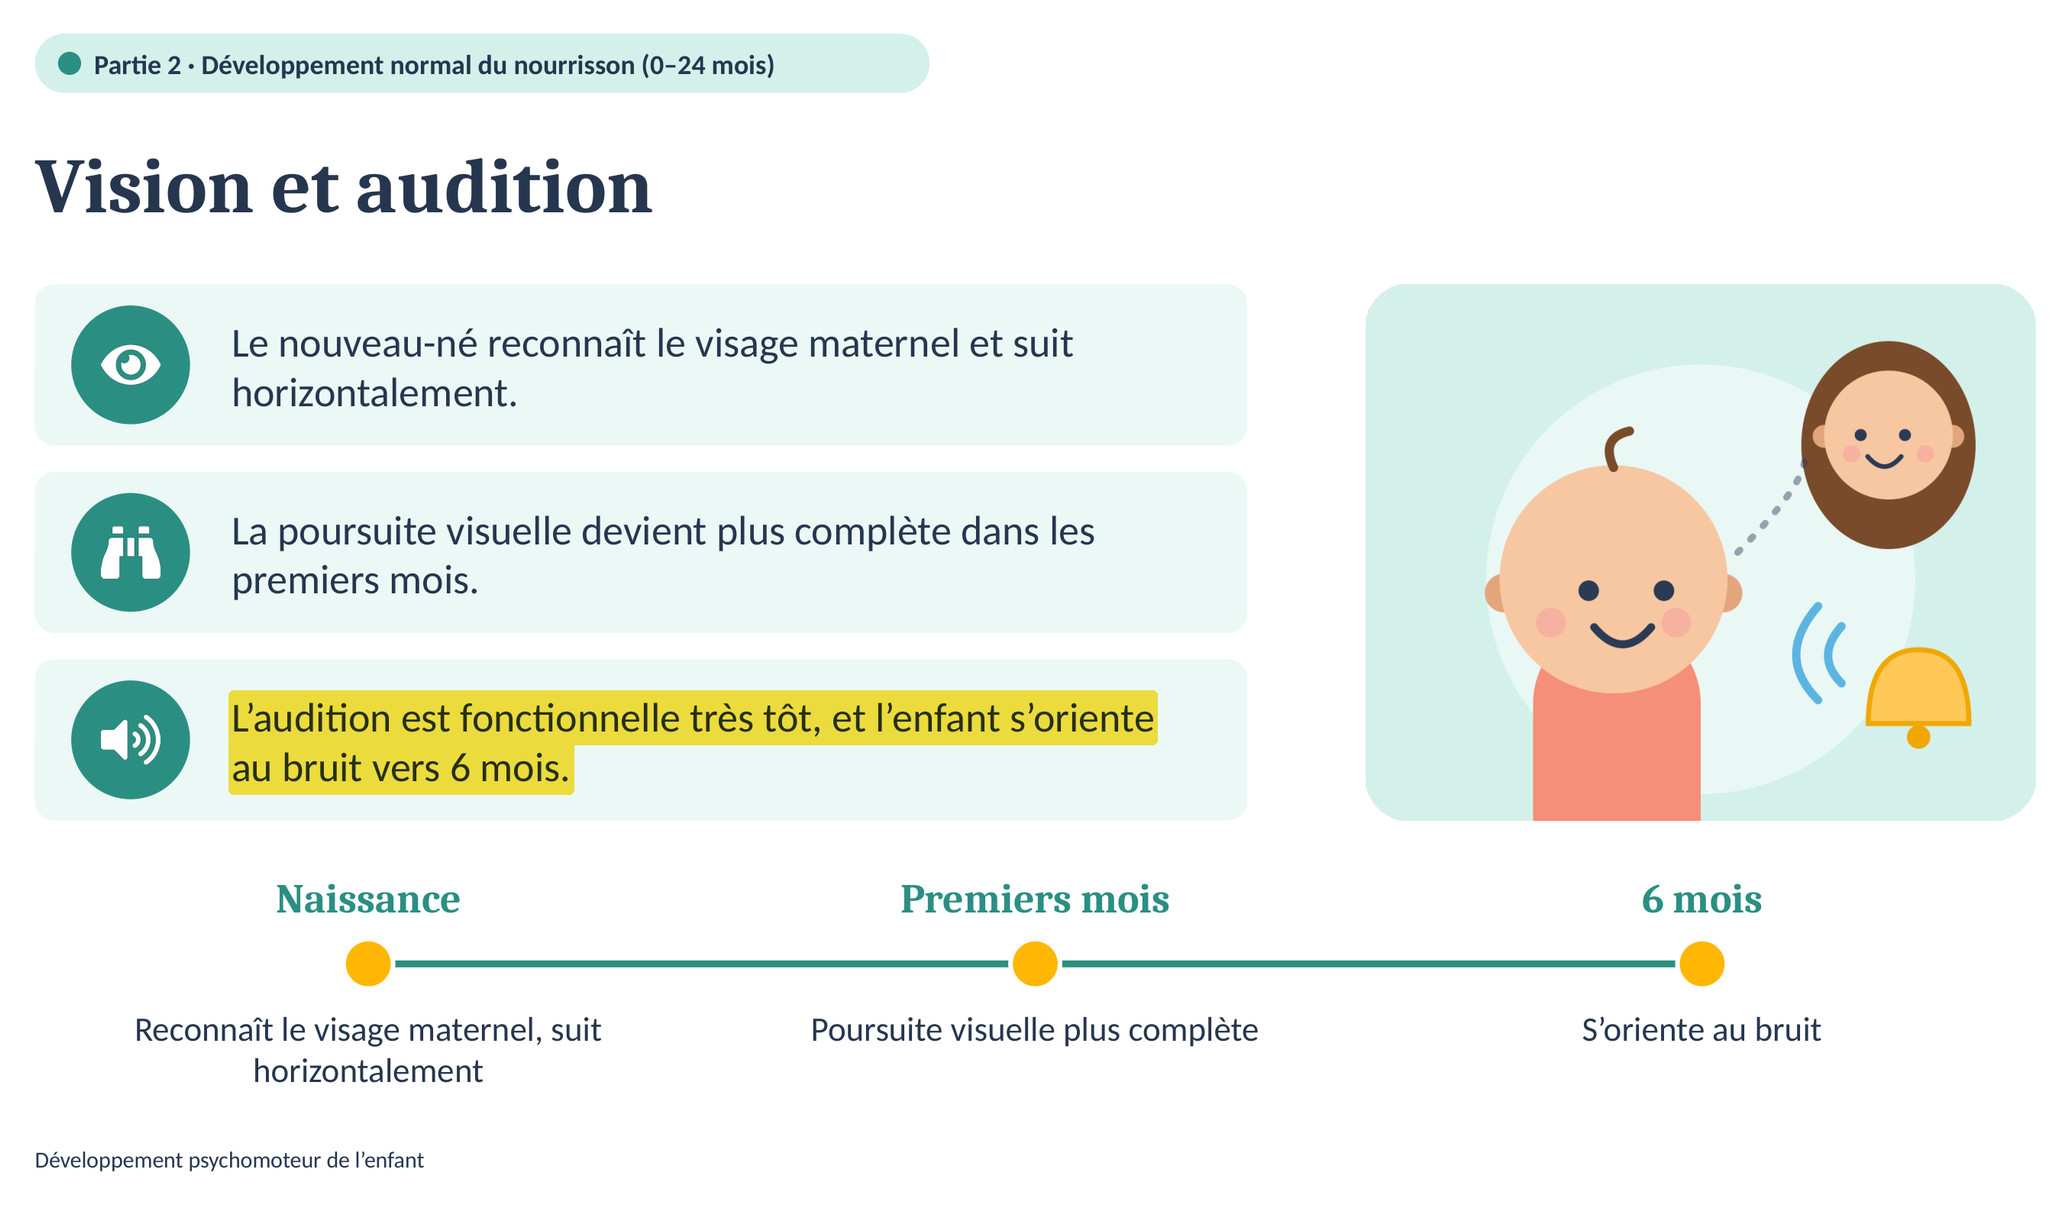 Partie 2 · Développement normal du nourrisson (0–24 mois)
Vision et audition
Le nouveau-né reconnaît le visage maternel et suit
horizontalement.
La poursuite visuelle devient plus complète dans les
premiers mois.
L’audition est fonctionnelle très tôt, et l’enfant s’oriente
au bruit vers 6 mois.
Naissance
Premiers mois
6 mois
Reconnaît le visage maternel, suit
horizontalement
Poursuite visuelle plus complète
S’oriente au bruit
Développement psychomoteur de l’enfant